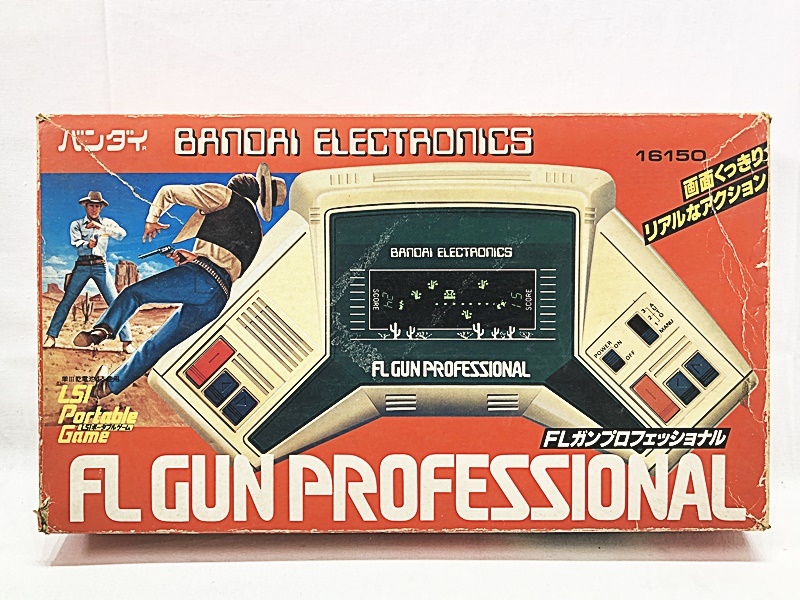 バンダイ BANDAI ELECTRONICS
16150
画面くっきり
リアルなアクション
BANDAI ELECTRONICS
SCORE 24
15 SCORE
FL GUN PROFESSIONAL
POWER ON
OFF
MANU
LSI
Portable
Game
LSIポータブルゲーム
FLガンプロフェッショナル
FL GUN PROFESSIONAL